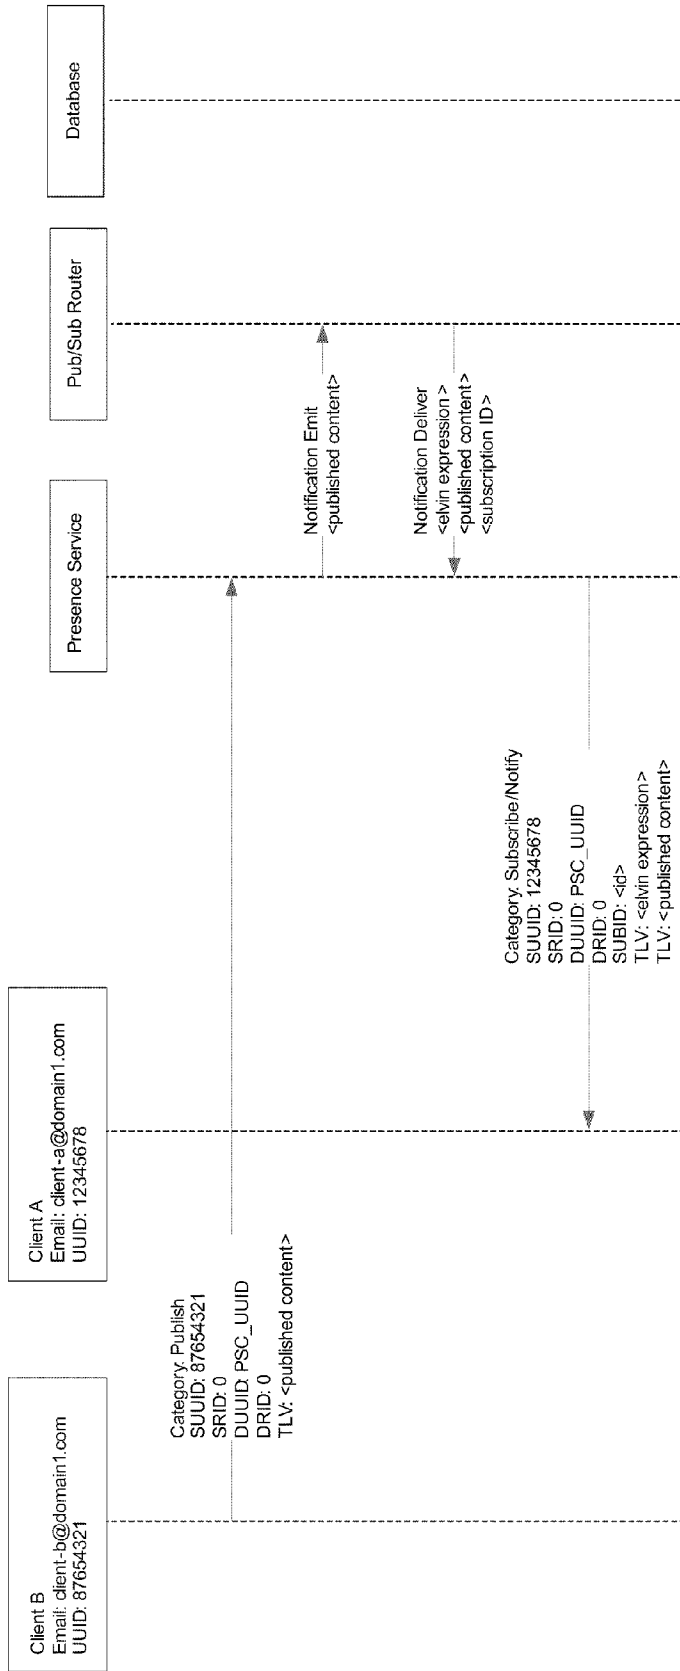 Client B
Email: client-b@domain1.com
UUID: 87654321
Client A
Email: client-a@domain1.com
UUID: 12345678
Presence Service
Pub/Sub Router
Database
Category: Publish
SUUID: 87654321
SRID: 0
DUUID: PSC_UUID
DRID: 0
TLV: <published content>
Notification Emit
<published content>
Notification Deliver
<elvin expression>
<published content>
<subscription ID>
Category: Subscribe/Notify
SUUID: 12345678
SRID: 0
DUUID: PSC_UUID
DRID: 0
SUBID: <id>
TLV: <elvin expression>
TLV: <published content>